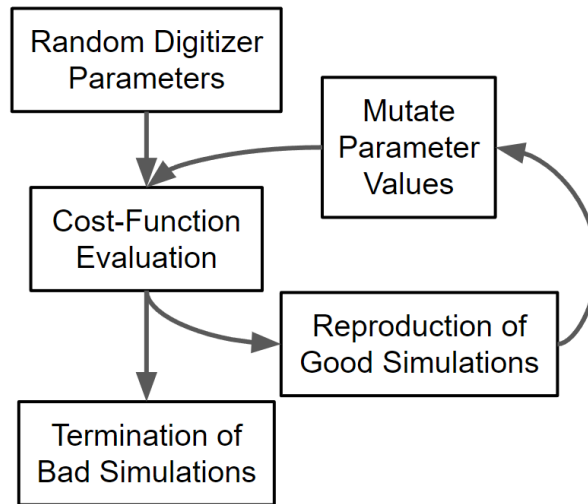 Random Digitizer
Parameters
Mutate
Parameter
Values
Cost-Function
Evaluation
Reproduction of
Good Simulations
Termination of
Bad Simulations